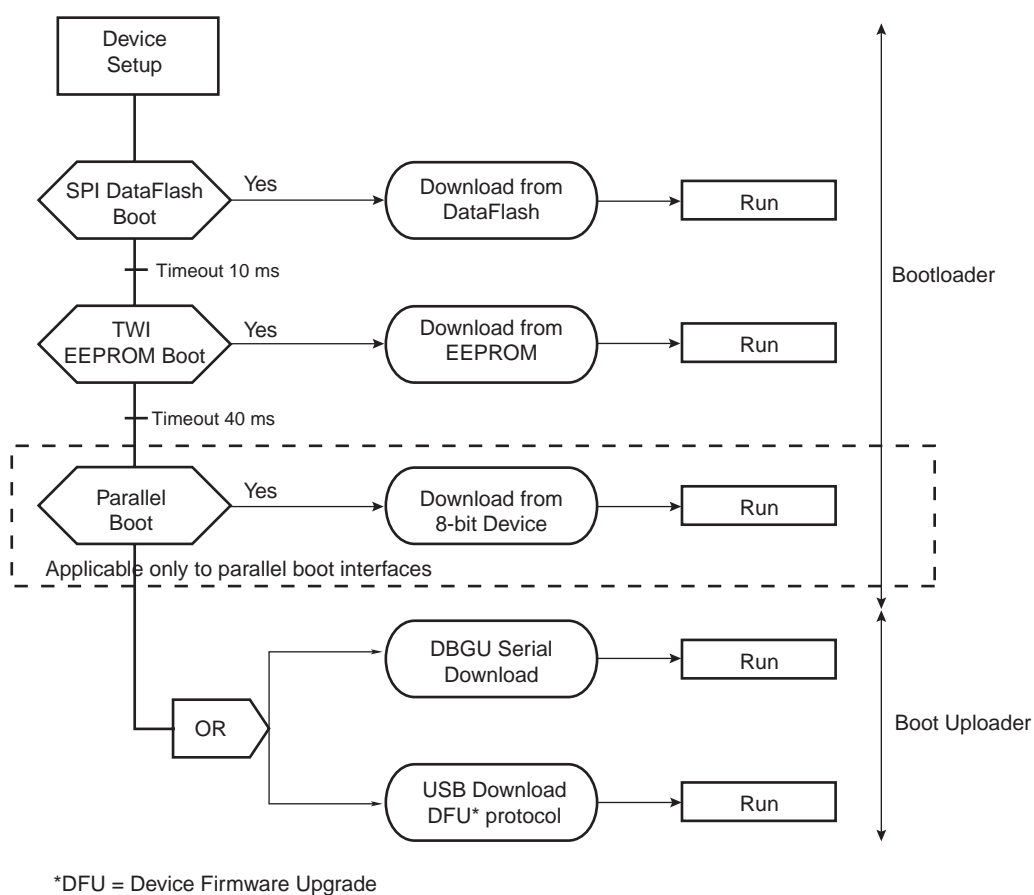 Device
Setup
SPI DataFlash
Boot
Yes
Download from
DataFlash
Run
Timeout 10 ms
Bootloader
TWI
EEPROM Boot
Yes
Download from
EEPROM
Run
Timeout 40 ms
Parallel
Boot
Yes
Download from
8-bit Device
Run
Applicable only to parallel boot interfaces
DBGU Serial
Download
Run
OR
Boot Uploader
USB Download
DFU* protocol
Run
*DFU = Device Firmware Upgrade